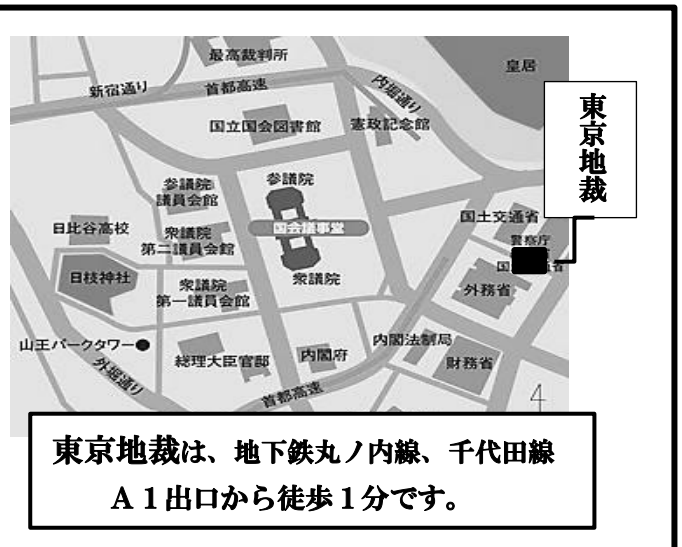 最高裁判所
皇居
新宿通り
首都高速
内堀通り
国立国会図書館
憲政記念館
東京地裁
参議院
議員会館
参議院
日比谷高校
衆議院
第二議員会館
国会議事堂
国土交通省
警察庁
日枝神社
衆議院
第一議員会館
衆議院
外務省
山王パークタワー
外堀通り
総理大臣官邸
内閣府
内閣法制局
財務省
首都高速
4
東京地裁は、地下鉄丸ノ内線、千代田線
A1出口から徒歩1分です。